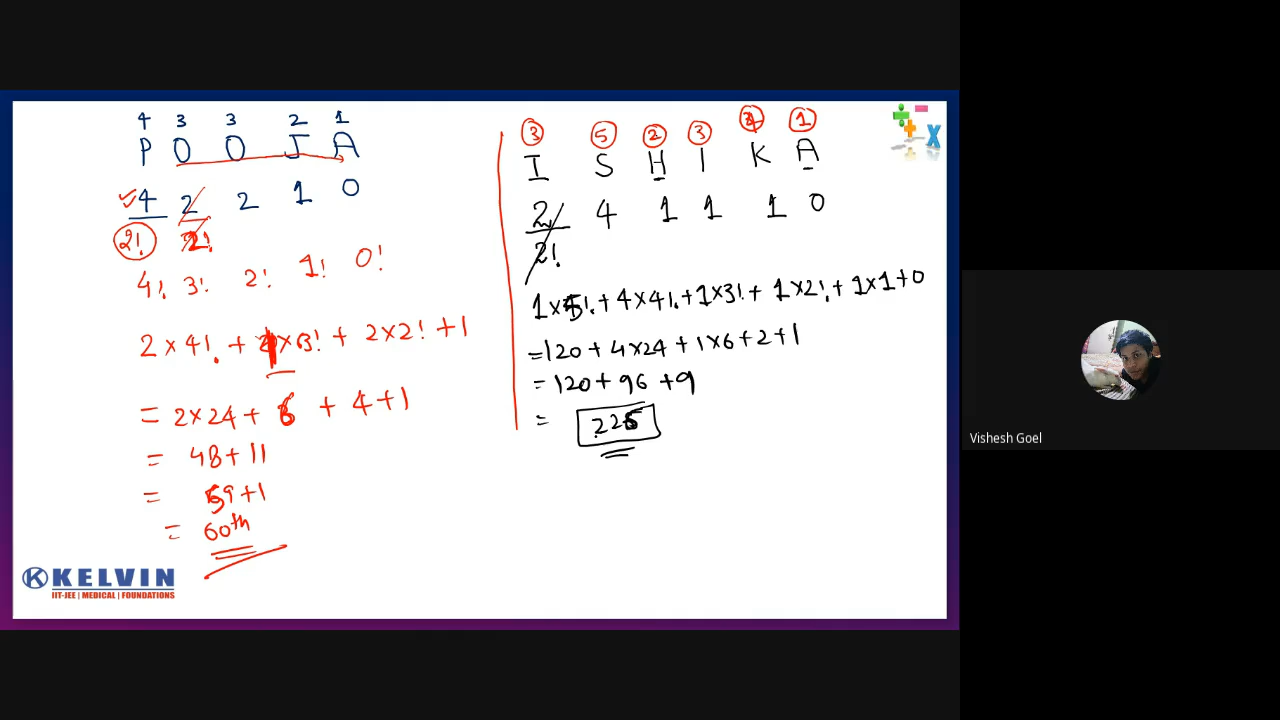 4 3 3 2 1
P O O J A
4 2 2 1 0
2! 2!
4! 3! 2! 1! 0!
2 × 4! + 1 × 3! + 2 × 2! + 1
= 2 × 24 + 6 + 4 + 1
= 48 + 11
= 59 + 1
= 60th
3 5 2 3 4 1
I S H I K A
2 4 1 1 1 0
2!
1 × 5! + 4 × 4! + 1 × 3! + 1 × 2! + 1 × 1 + 0
= 120 + 4 × 24 + 1 × 6 + 2 + 1
= 120 + 96 + 9
= 225
KELVIN
IIT-JEE | MEDICAL | FOUNDATIONS
Vishesh Goel